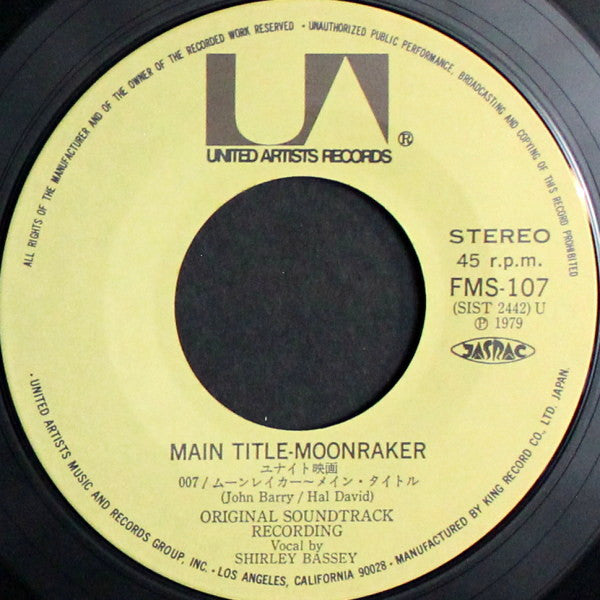 ALL RIGHTS OF THE MANUFACTURER AND OF THE OWNER OF THE RECORDED WORK RESERVED • UNAUTHORIZED PUBLIC PERFORMANCE, BROADCASTING AND COPYING OF THIS RECORD PROHIBITED
UA
UNITED ARTISTS RECORDS ®
STEREO
45 r.p.m.
FMS-107
(SIST 2442) U
Ⓟ 1979
JASRAC
MAIN TITLE-MOONRAKER
ユナイト映画
007/ムーンレイカー〜メイン・タイトル
(John Barry / Hal David)
ORIGINAL SOUNDTRACK
RECORDING
Vocal by
SHIRLEY BASSEY
• UNITED ARTISTS MUSIC AND RECORDS GROUP, INC. • LOS ANGELES, CALIFORNIA 90028 • MANUFACTURED BY KING RECORD CO., LTD. JAPAN.